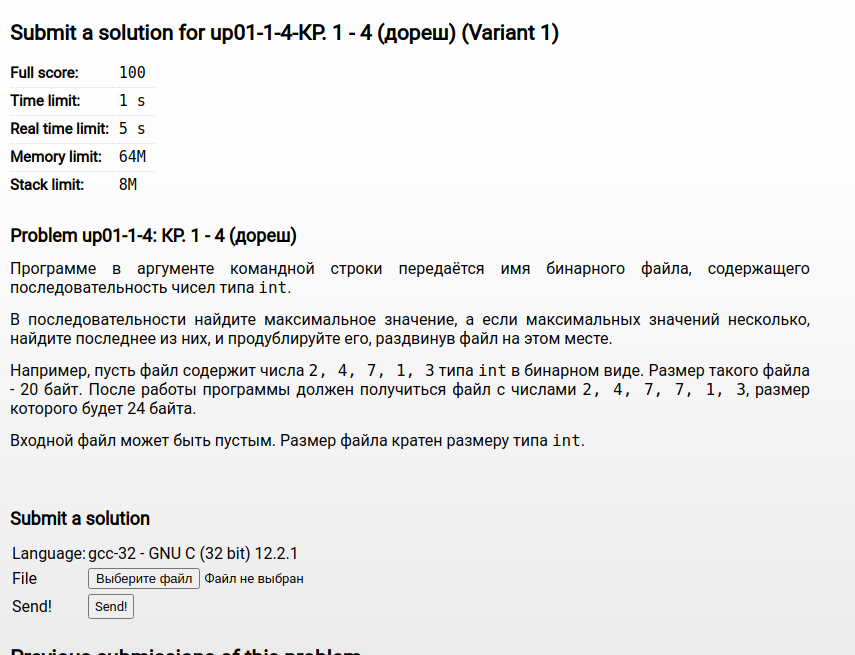 Submit a solution for up01-1-4-КР. 1 - 4 (дореш) (Variant 1)
Full score: 100
Time limit: 1 s
Real time limit: 5 s
Memory limit: 64M
Stack limit: 8M
Problem up01-1-4: КР. 1 - 4 (дореш)
Программе в аргументе командной строки передаётся имя бинарного файла, содержащего
последовательность чисел типа int.
В последовательности найдите максимальное значение, а если максимальных значений несколько,
найдите последнее из них, и продублируйте его, раздвинув файл на этом месте.
Например, пусть файл содержит числа 2, 4, 7, 1, 3 типа int в бинарном виде. Размер такого файла
- 20 байт. После работы программы должен получиться файл с числами 2, 4, 7, 7, 1, 3, размер
которого будет 24 байта.
Входной файл может быть пустым. Размер файла кратен размеру типа int.
Submit a solution
Language: gcc-32 - GNU C (32 bit) 12.2.1
File Выберите файл Файл не выбран
Send! Send!
Previous submissions of this problem